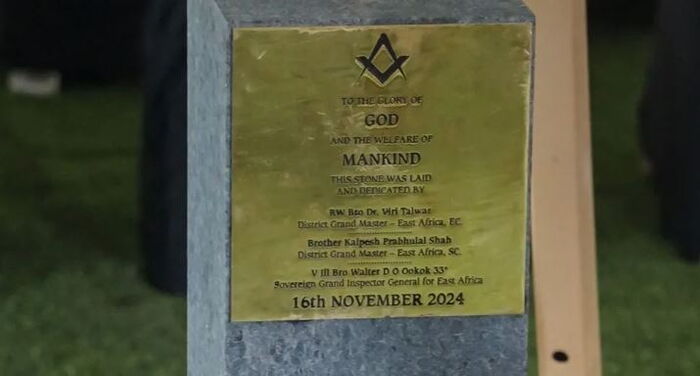 TO THE GLORY OF
GOD
AND THE WELFARE OF
MANKIND
THIS STONE WAS LAID
AND DEDICATED BY
RW Bro Dr. Viri Talwar
District Grand Master – East Africa, EC.
Brother Kalpesh Prabhulal Shah
District Grand Master – East Africa, SC.
V Ill Bro Walter D O Ookok 33°
Sovereign Grand Inspector General for East Africa
16th NOVEMBER 2024